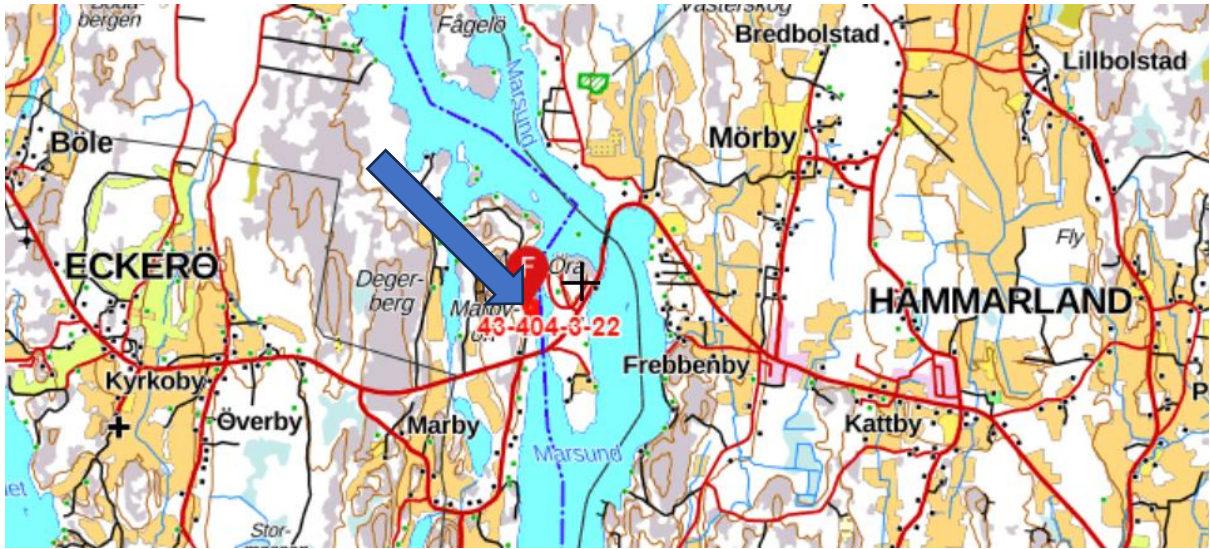 bergen
Fågelö
Västerskog
Bredbolstad
Lillbolstad
Marsund
Böle
Mörby
ECKERÖ
Fly
Deger-
berg
Öra
HAMMARLAND
43-404-3-22
Frebbenby
Kyrkoby
Överby
Marby
Kattby
Marsund
Stor-